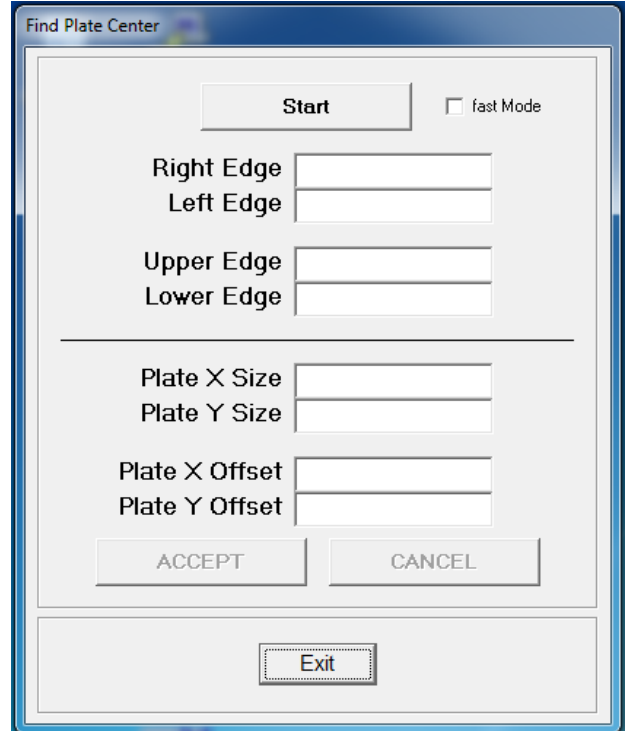 Find Plate Center
Start fast Mode
Right Edge
Left Edge
Upper Edge
Lower Edge
Plate X Size
Plate Y Size
Plate X Offset
Plate Y Offset
ACCEPT CANCEL
Exit